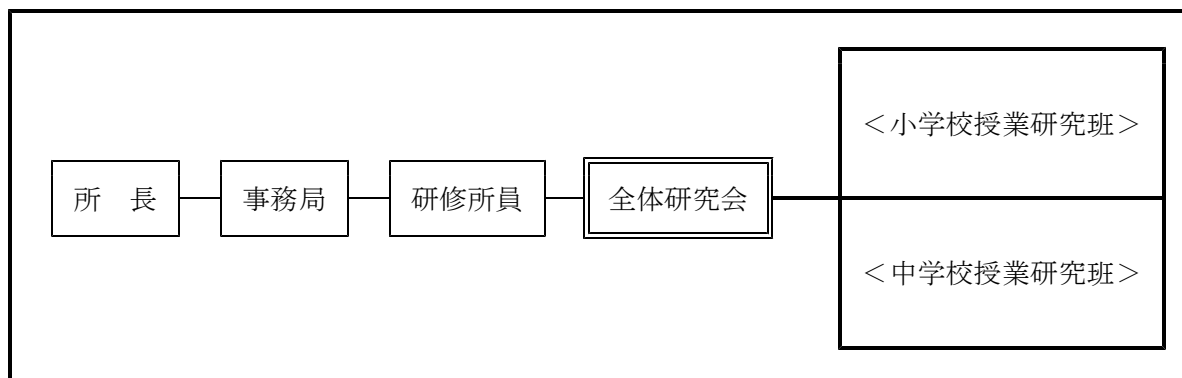 所　長
事務局
研修所員
全体研究会
＜小学校授業研究班＞
＜中学校授業研究班＞